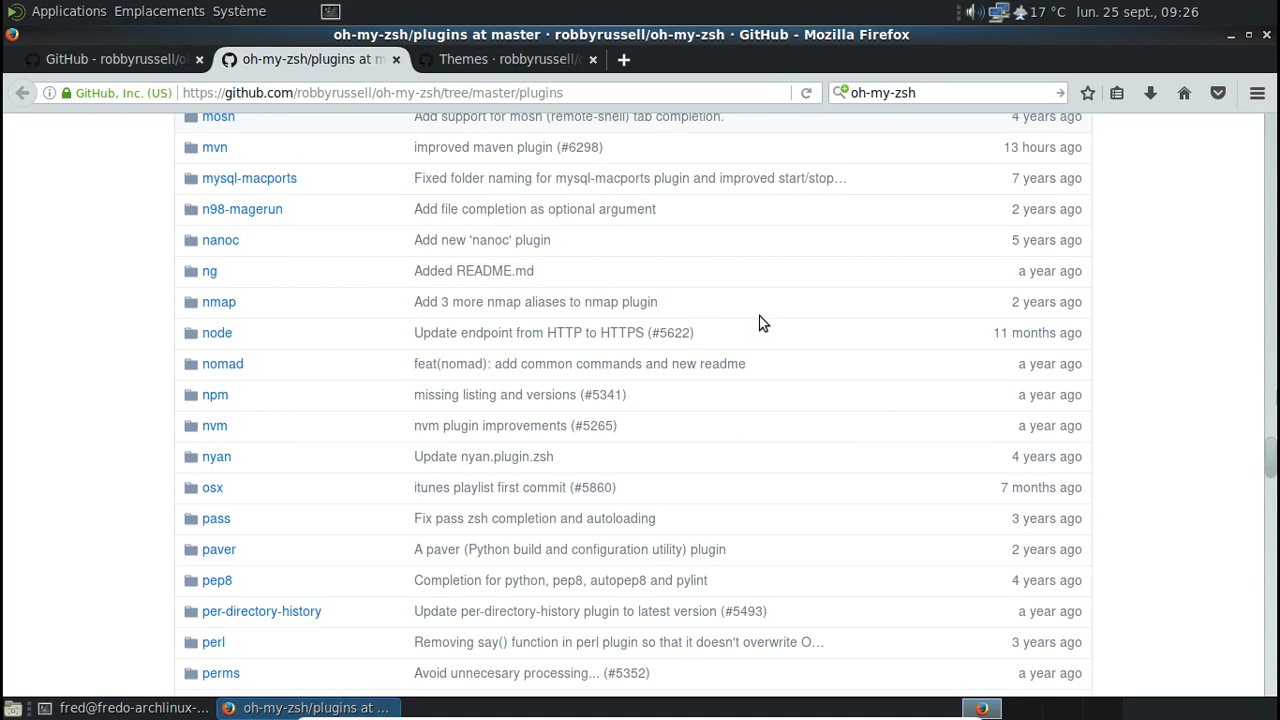 Applications Emplacements Système 17 °C lun. 25 sept., 09:26
oh-my-zsh/plugins at master · robbyrussell/oh-my-zsh · GitHub - Mozilla Firefox
GitHub - robbyrussell/o oh-my-zsh/plugins at m Themes · robbyrussell/
GitHub, Inc. (US) https://github.com/robbyrussell/oh-my-zsh/tree/master/plugins oh-my-zsh
mosh Add support for mosh (remote-shell) tab completion. 4 years ago
mvn improved maven plugin (#6298) 13 hours ago
mysql-macports Fixed folder naming for mysql-macports plugin and improved start/stop… 7 years ago
n98-magerun Add file completion as optional argument 2 years ago
nanoc Add new 'nanoc' plugin 5 years ago
ng Added README.md a year ago
nmap Add 3 more nmap aliases to nmap plugin 2 years ago
node Update endpoint from HTTP to HTTPS (#5622) 11 months ago
nomad feat(nomad): add common commands and new readme a year ago
npm missing listing and versions (#5341) a year ago
nvm nvm plugin improvements (#5265) a year ago
nyan Update nyan.plugin.zsh 4 years ago
osx itunes playlist first commit (#5860) 7 months ago
pass Fix pass zsh completion and autoloading 3 years ago
paver A paver (Python build and configuration utility) plugin 2 years ago
pep8 Completion for python, pep8, autopep8 and pylint 4 years ago
per-directory-history Update per-directory-history plugin to latest version (#5493) a year ago
perl Removing say() function in perl plugin so that it doesn't overwrite O… 3 years ago
perms Avoid unnecesary processing... (#5352) a year ago
fred@fredo-archlinux-... oh-my-zsh/plugins at ...